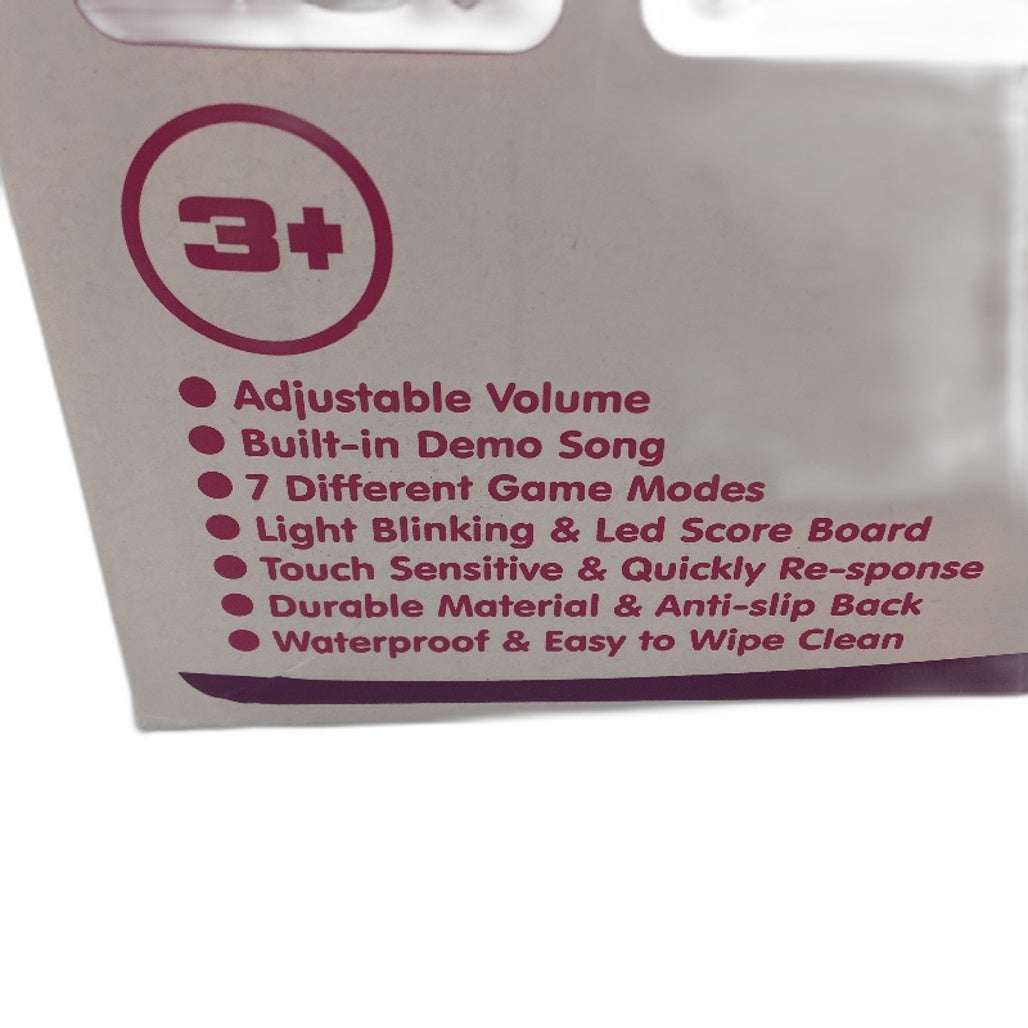 3+
● Adjustable Volume
● Built-in Demo Song
● 7 Different Game Modes
● Light Blinking & Led Score Board
● Touch Sensitive & Quickly Re-sponse
● Durable Material & Anti-slip Back
● Waterproof & Easy to Wipe Clean